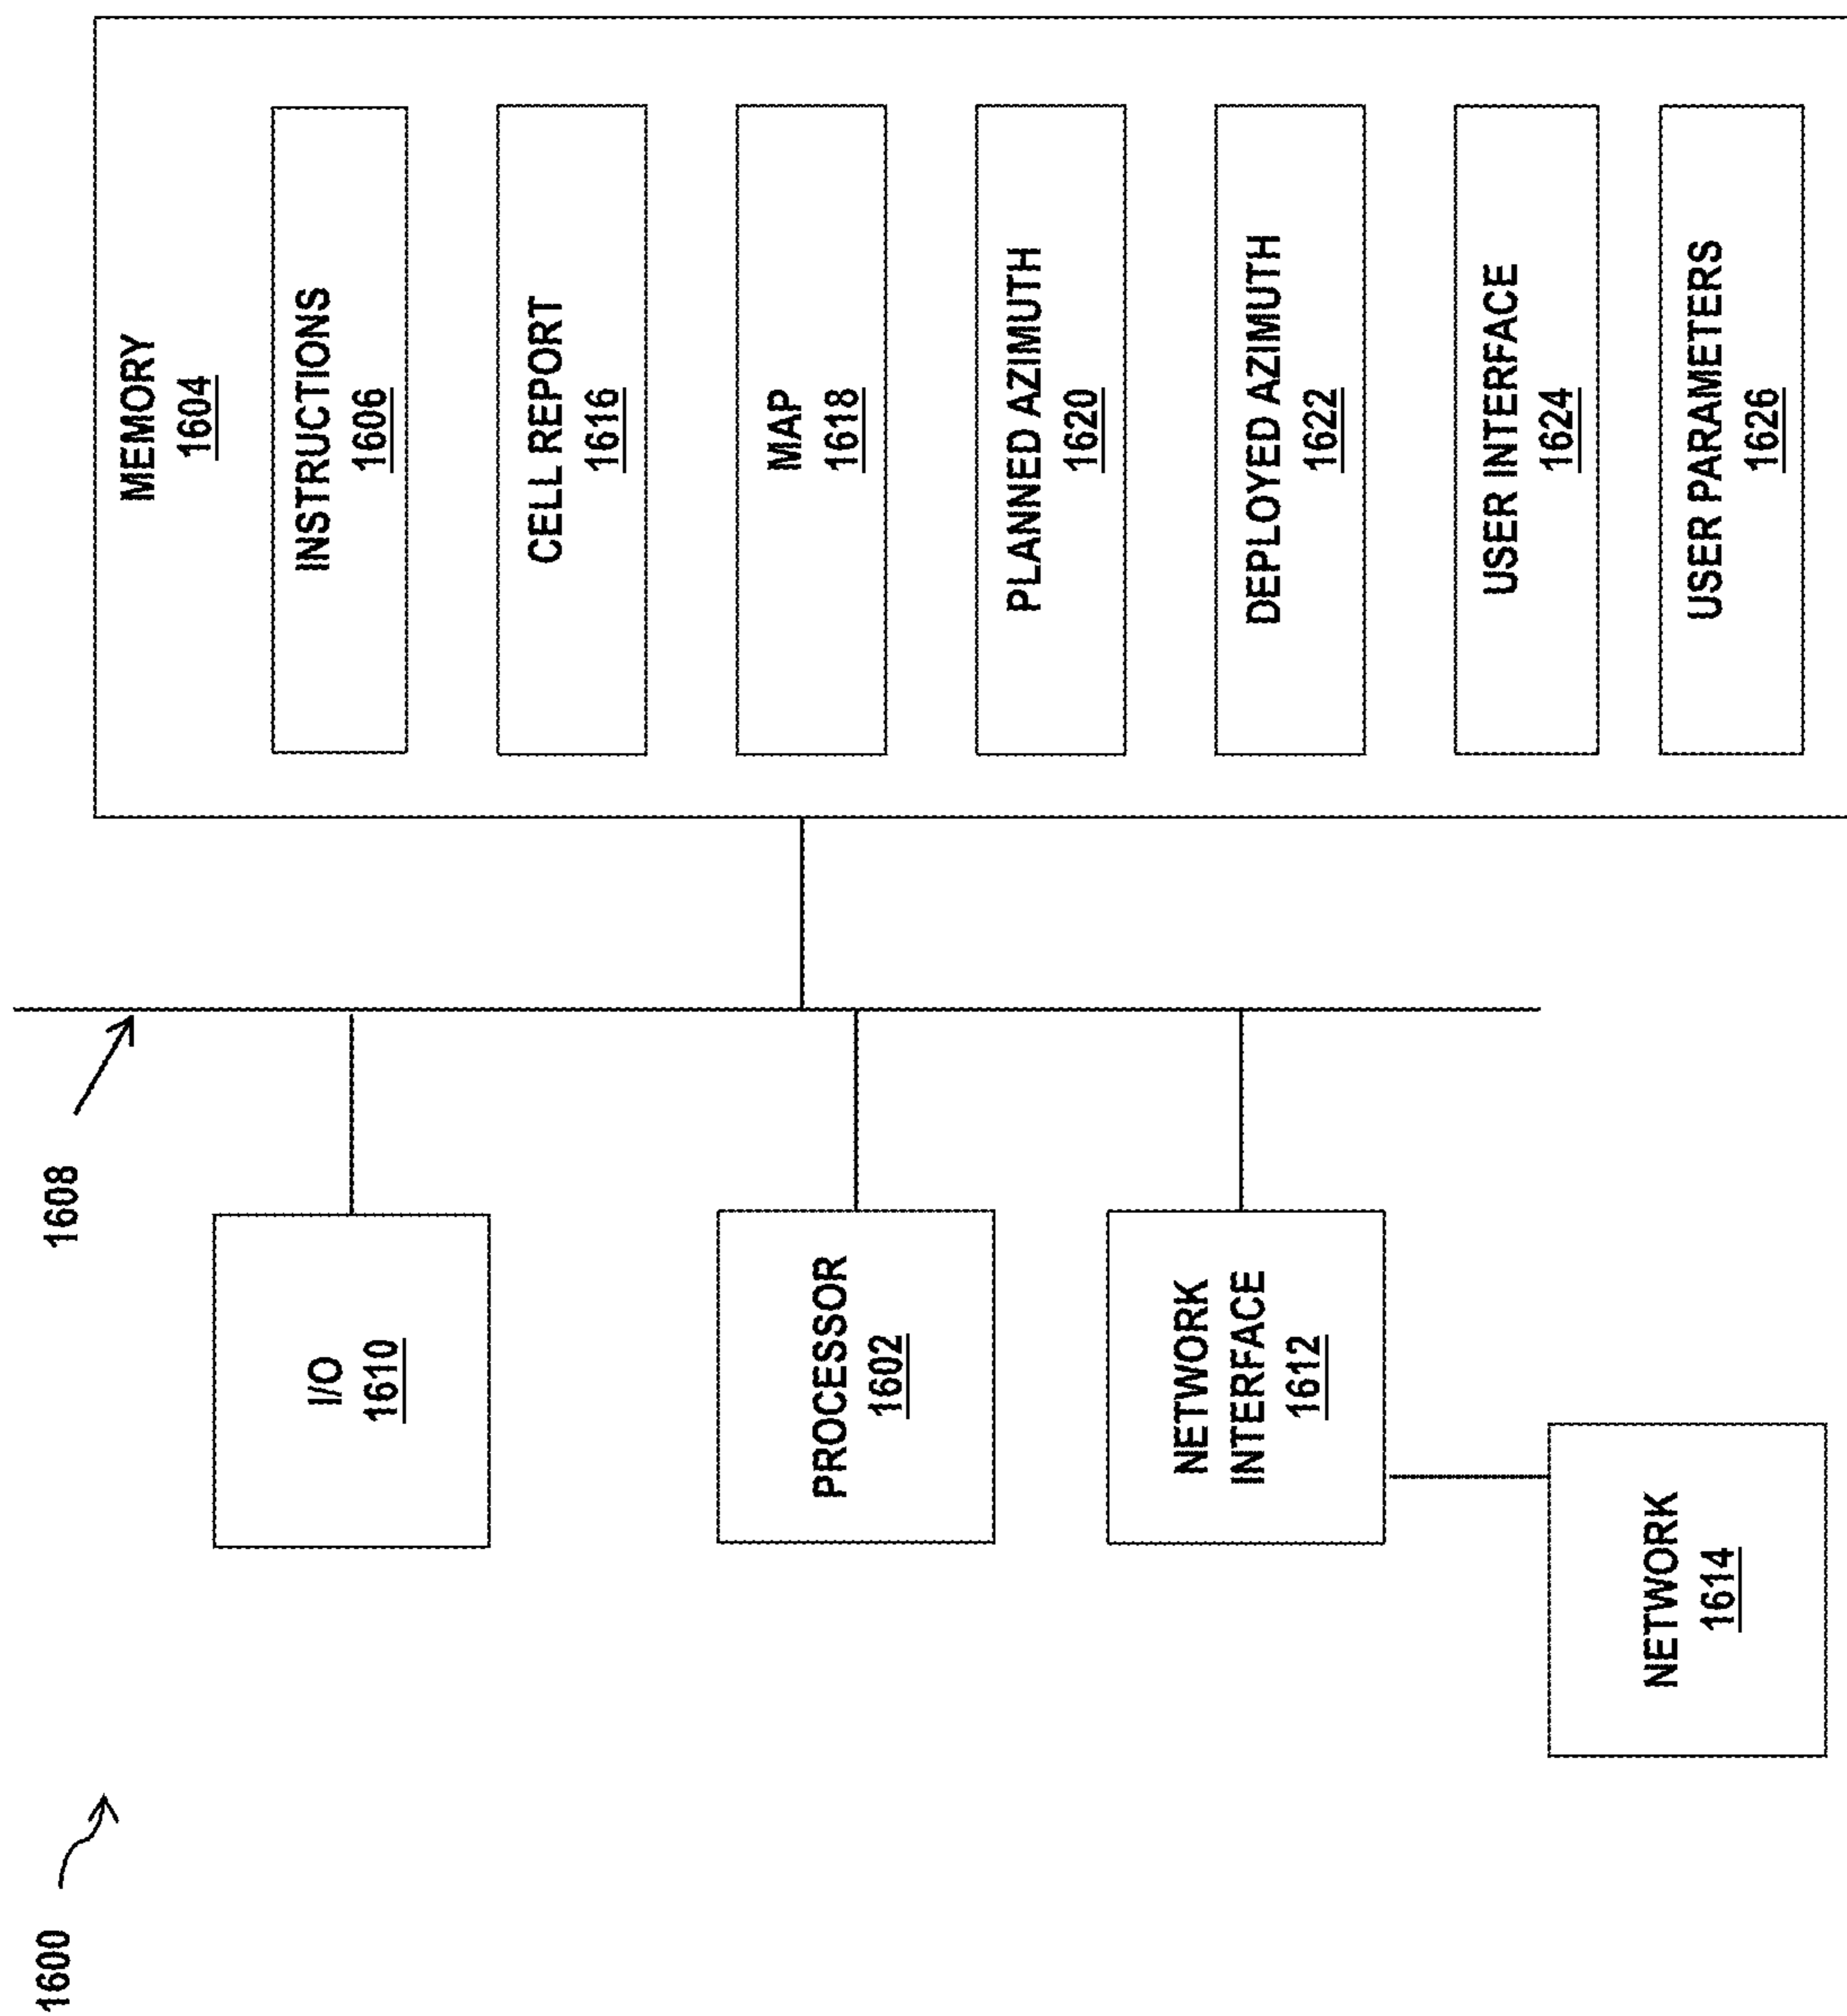 1600
1608
I/O
1610
PROCESSOR
1602
NETWORK
INTERFACE
1612
NETWORK
1614
MEMORY
1604
INSTRUCTIONS
1606
CELL REPORT
1616
MAP
1618
PLANNED AZIMUTH
1620
DEPLOYED AZIMUTH
1622
USER INTERFACE
1624
USER PARAMETERS
1626